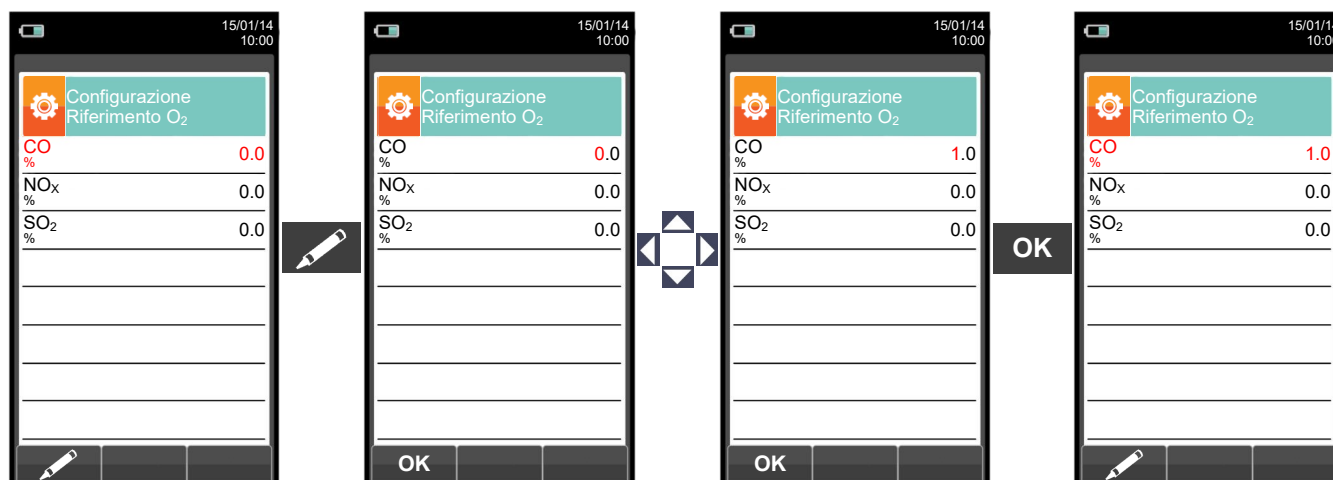 15/01/14
10:00
Configurazione
Riferimento O₂
CO
%
0.0
NOX
%
0.0
SO₂
%
0.0
15/01/14
10:00
Configurazione
Riferimento O₂
CO
%
0.0
NOX
%
0.0
SO₂
%
0.0
OK
15/01/14
10:00
Configurazione
Riferimento O₂
CO
%
1.0
NOX
%
0.0
SO₂
%
0.0
OK
OK
15/01/14
10:00
Configurazione
Riferimento O₂
CO
%
1.0
NOX
%
0.0
SO₂
%
0.0